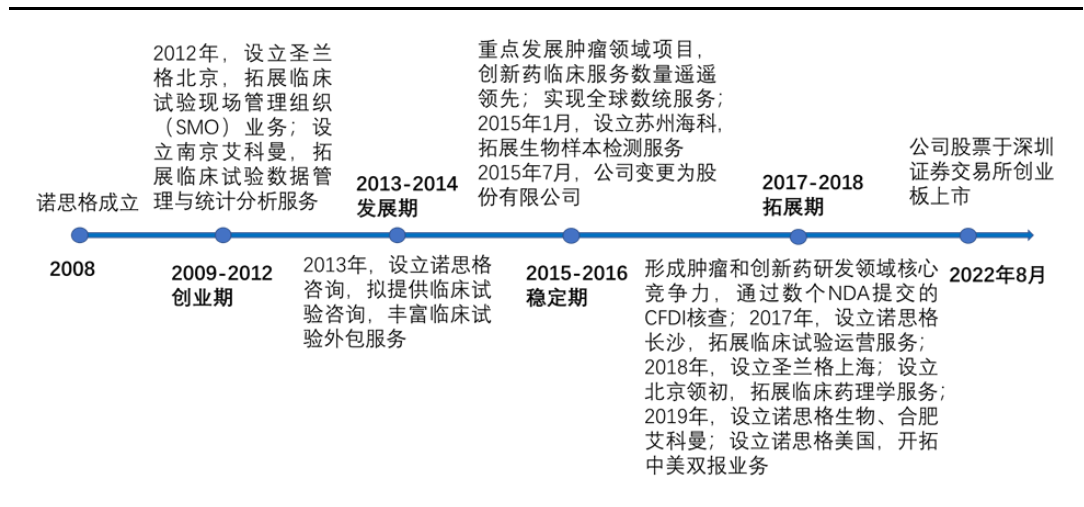 诺思格成立
2008
2012年，设立圣兰
格北京，拓展临床
试验现场管理组织
（SMO）业务；设
立南京艾科曼，拓
展临床试验数据管
理与统计分析服务
2009-2012
创业期
2013-2014
发展期
2013年，设立诺思格
咨询，拟提供临床试
验咨询，丰富临床试
验外包服务
重点发展肿瘤领域项目，
创新药临床服务数量遥遥
领先；实现全球数统服务；
2015年1月，设立苏州海科，
拓展生物样本检测服务
2015年7月，公司变更为股
份有限公司
2015-2016
稳定期
2017-2018
拓展期
形成肿瘤和创新药研发领域核心
竞争力，通过数个NDA提交的
CFDI核查；2017年，设立诺思格
长沙，拓展临床试验运营服务；
2018年，设立圣兰格上海；设立
北京领初，拓展临床药理学服务；
2019年，设立诺思格生物、合肥
艾科曼；设立诺思格美国，开拓
中美双报业务
公司股票于深圳
证券交易所创业
板上市
2022年8月